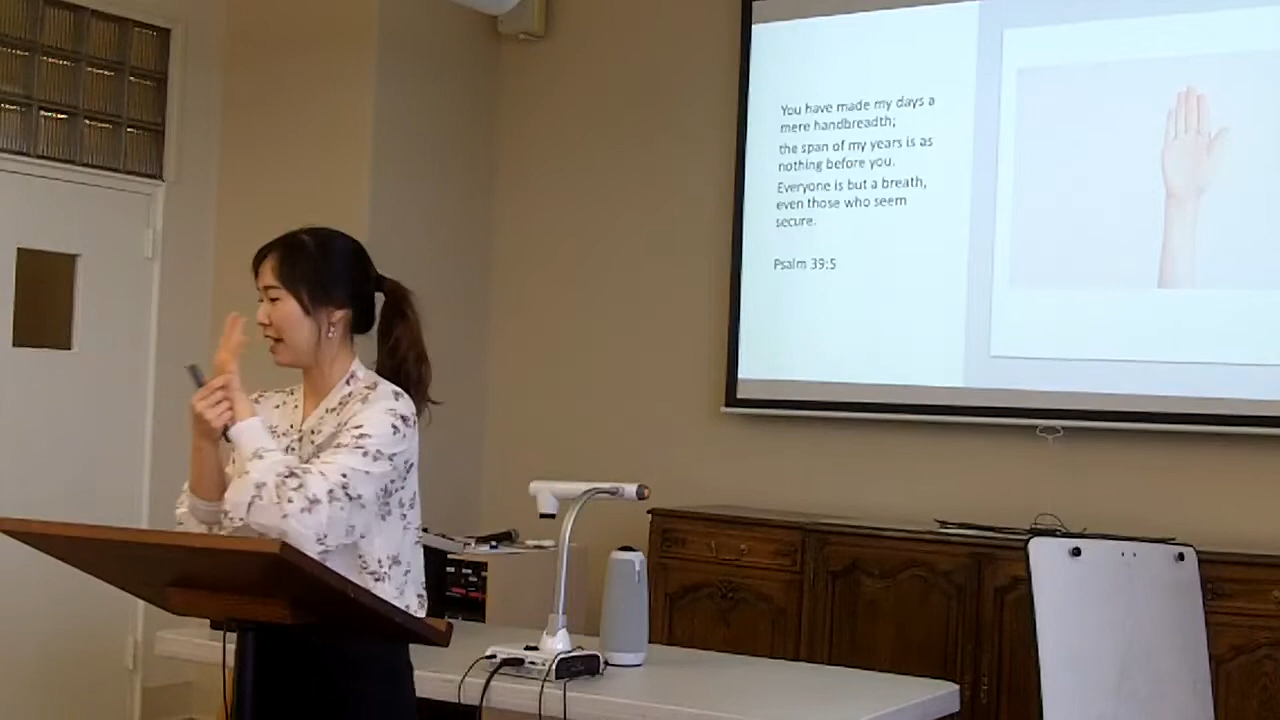 You have made my days a
mere handbreadth;
the span of my years is as
nothing before you.
Everyone is but a breath,
even those who seem
secure.
Psalm 39:5